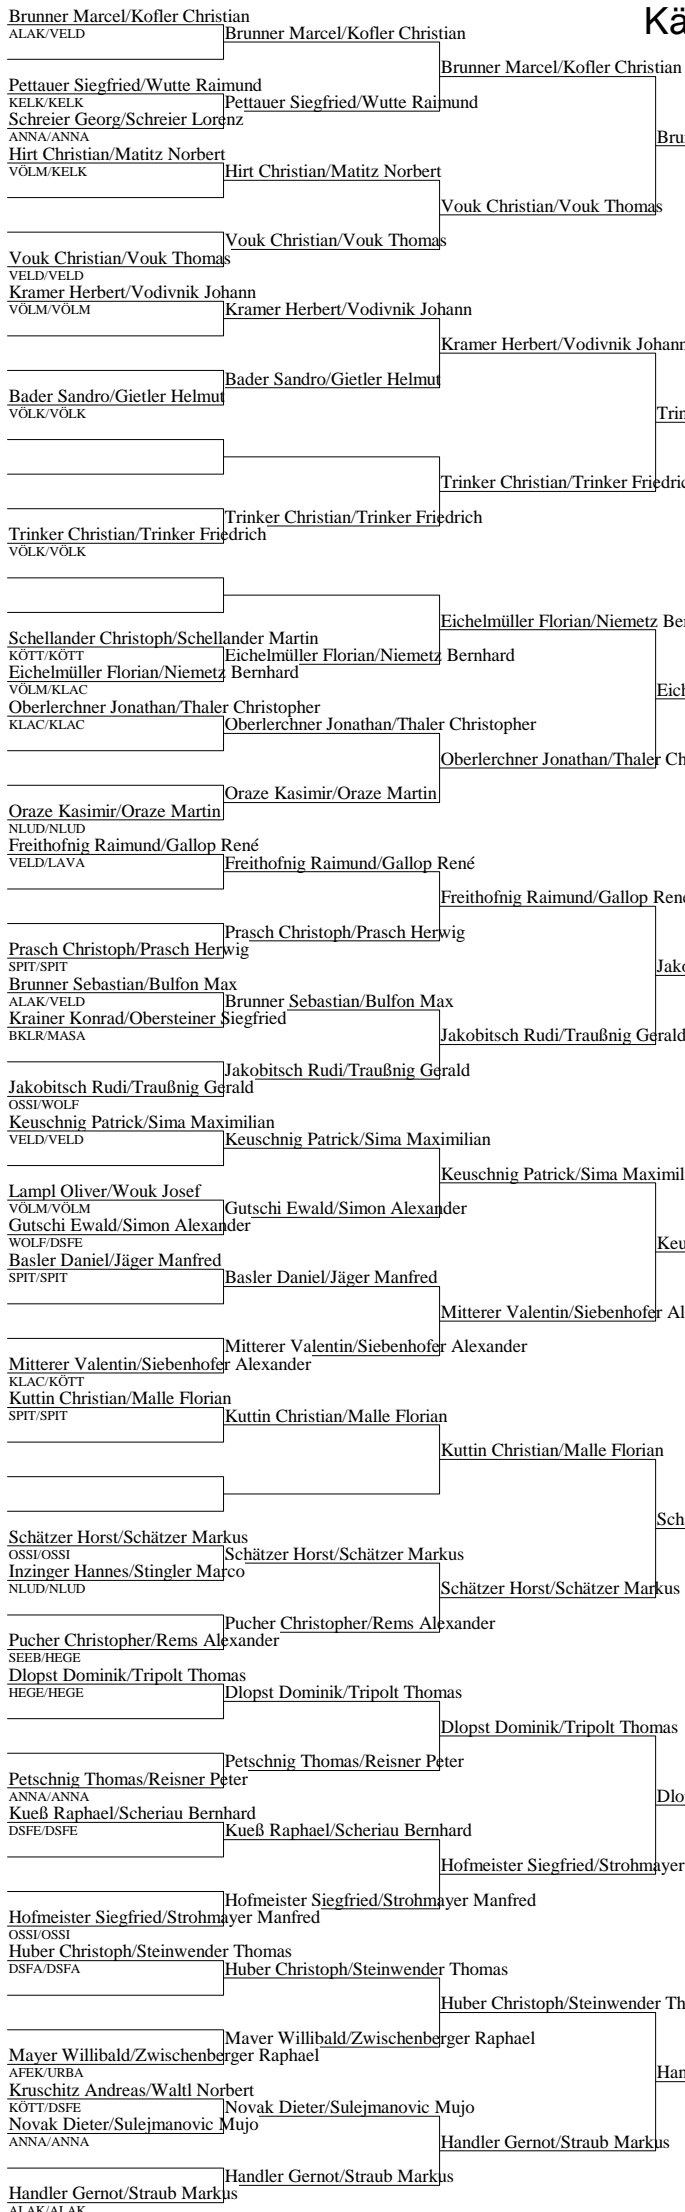 Kä
Brunner Marcel/Kofler Christian
ALAK/VELD
Brunner Marcel/Kofler Christian
Brunner Marcel/Kofler Christian
Pettauer Siegfried/Wutte Raimund
KELK/KELK
Pettauer Siegfried/Wutte Raimund
Schreier Georg/Schreier Lorenz
ANNA/ANNA
Brun
Hirt Christian/Matitz Norbert
VÖLM/KELK
Hirt Christian/Matitz Norbert
Vouk Christian/Vouk Thomas
Vouk Christian/Vouk Thomas
Vouk Christian/Vouk Thomas
VELD/VELD
Kramer Herbert/Vodivnik Johann
VÖLM/VÖLM
Kramer Herbert/Vodivnik Johann
Kramer Herbert/Vodivnik Johann
Bader Sandro/Gietler Helmut
Bader Sandro/Gietler Helmut
VÖLK/VÖLK
Trin
Trinker Christian/Trinker Friedric
Trinker Christian/Trinker Friedrich
Trinker Christian/Trinker Friedrich
VÖLK/VÖLK
Eichelmüller Florian/Niemetz Ber
Schellander Christoph/Schellander Martin
KÖTT/KÖTT
Eichelmüller Florian/Niemetz Bernhard
Eichelmüller Florian/Niemetz Bernhard
VÖLM/KLAC
Eich
Oberlerchner Jonathan/Thaler Christopher
KLAC/KLAC
Oberlerchner Jonathan/Thaler Christopher
Oberlerchner Jonathan/Thaler Ch
Oraze Kasimir/Oraze Martin
Oraze Kasimir/Oraze Martin
NLUD/NLUD
Freithofnig Raimund/Gallop René
VELD/LAVA
Freithofnig Raimund/Gallop René
Freithofnig Raimund/Gallop René
Prasch Christoph/Prasch Herwig
Prasch Christoph/Prasch Herwig
SPIT/SPIT
Jako
Brunner Sebastian/Bulfon Max
ALAK/VELD
Brunner Sebastian/Bulfon Max
Krainer Konrad/Obersteiner Siegfried
BKLR/MASA
Jakobitsch Rudi/Traußnig Gerald
Jakobitsch Rudi/Traußnig Gerald
Jakobitsch Rudi/Traußnig Gerald
OSSI/WOLF
Keuschnig Patrick/Sima Maximilian
VELD/VELD
Keuschnig Patrick/Sima Maximilian
Keuschnig Patrick/Sima Maximil
Lampl Oliver/Wouk Josef
VÖLM/VÖLM
Gutschi Ewald/Simon Alexander
Gutschi Ewald/Simon Alexander
WOLF/DSFE
Keu
Basler Daniel/Jäger Manfred
SPIT/SPIT
Basler Daniel/Jäger Manfred
Mitterer Valentin/Siebenhofer Al
Mitterer Valentin/Siebenhofer Alexander
Mitterer Valentin/Siebenhofer Alexander
KLAC/KÖTT
Kuttin Christian/Malle Florian
SPIT/SPIT
Kuttin Christian/Malle Florian
Kuttin Christian/Malle Florian
Sch
Schätzer Horst/Schätzer Markus
OSSI/OSSI
Schätzer Horst/Schätzer Markus
Inzinger Hannes/Stingler Marco
NLUD/NLUD
Schätzer Horst/Schätzer Markus
Pucher Christopher/Rems Alexander
Pucher Christopher/Rems Alexander
SEEB/HEGE
Dlopst Dominik/Tripolt Thomas
HEGE/HEGE
Dlopst Dominik/Tripolt Thomas
Dlopst Dominik/Tripolt Thomas
Petschnig Thomas/Reisner Peter
Petschnig Thomas/Reisner Peter
ANNA/ANNA
Dlo
Kueß Raphael/Scheriau Bernhard
DSFE/DSFE
Kueß Raphael/Scheriau Bernhard
Hofmeister Siegfried/Strohmayer
Hofmeister Siegfried/Strohmayer Manfred
Hofmeister Siegfried/Strohmayer Manfred
OSSI/OSSI
Huber Christoph/Steinwender Thomas
DSFA/DSFA
Huber Christoph/Steinwender Thomas
Huber Christoph/Steinwender Th
Mayer Willibald/Zwischenberger Raphael
Mayer Willibald/Zwischenberger Raphael
AFEK/URBA
Han
Kruschitz Andreas/Waltl Norbert
KÖTT/DSFE
Novak Dieter/Sulejmanovic Mujo
Novak Dieter/Sulejmanovic Mujo
ANNA/ANNA
Handler Gernot/Straub Markus
Handler Gernot/Straub Markus
Handler Gernot/Straub Markus
ALAK/ALAK